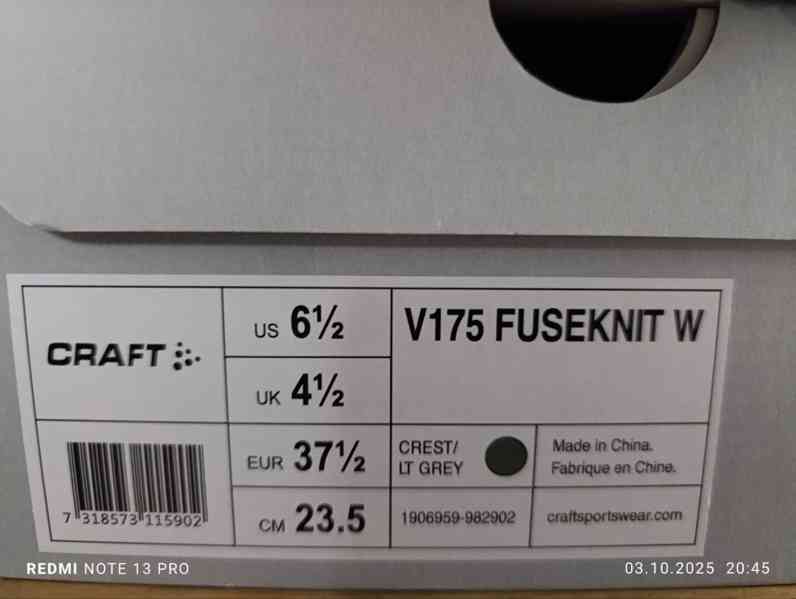 CRAFT
US 6½
UK 4½
EUR 37½
CM 23.5
V175 FUSEKNIT W
CREST/
LT GREY
Made in China.
Fabrique en Chine.
7 318573 115902
1906959-982902
craftsportswear.com
REDMI NOTE 13 PRO
03.10.2025 20:45